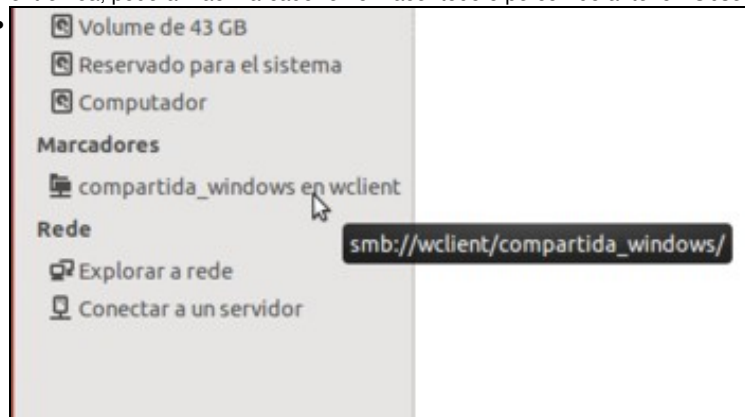 Volume de 43 GB
Reservado para el sistema
Computador
Marcadores
compartida_windows en wclient
smb://wclient/compartida_windows/
Rede
Explorar a rede
Conectar a un servidor